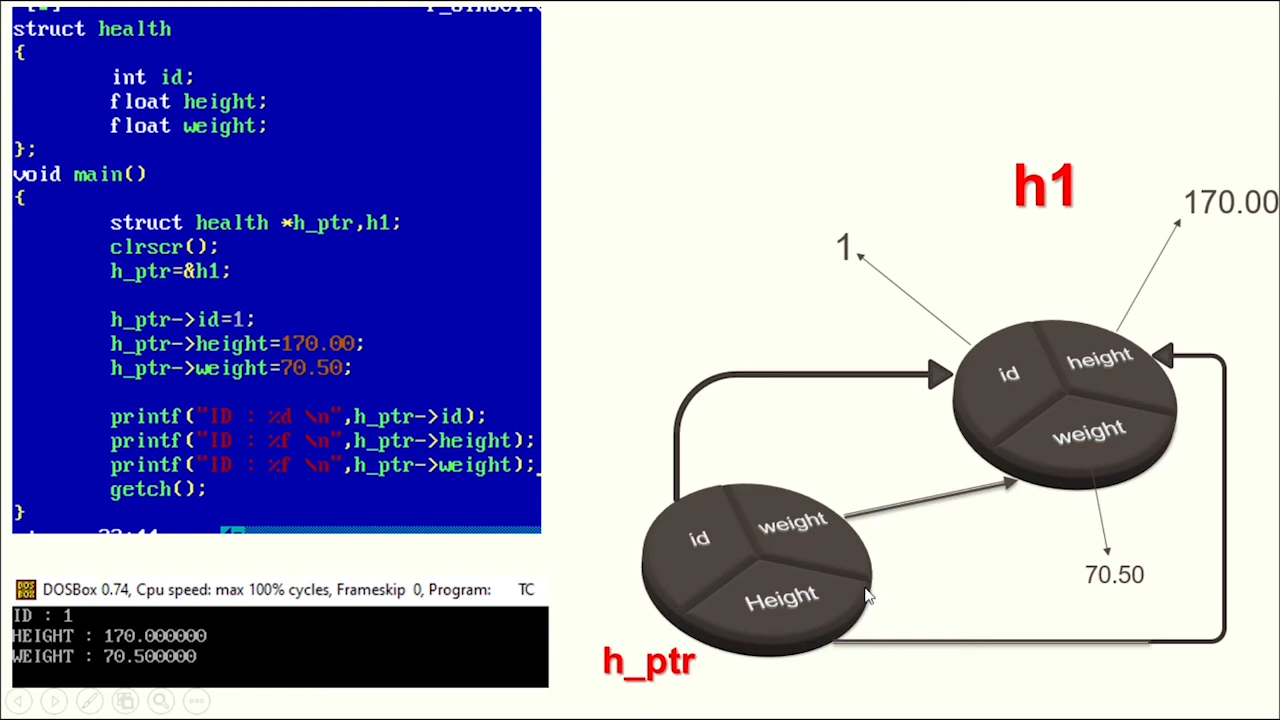 struct health
{
int id;
float height;
float weight;
};
void main()
{
struct health *h_ptr,h1;
clrscr();
h_ptr=&h1;
h_ptr->id=1;
h_ptr->height=170.00;
h_ptr->weight=70.50;
printf("ID : %d \n",h_ptr->id);
printf("ID : %f \n",h_ptr->height);
printf("ID : %f \n",h_ptr->weight);
getch();
}
DOSBox 0.74, Cpu speed: max 100% cycles, Frameskip 0, Program: TC
ID : 1
HEIGHT : 170.000000
WEIGHT : 70.500000
h1
170.00
1
id
height
weight
70.50
id
weight
Height
h_ptr